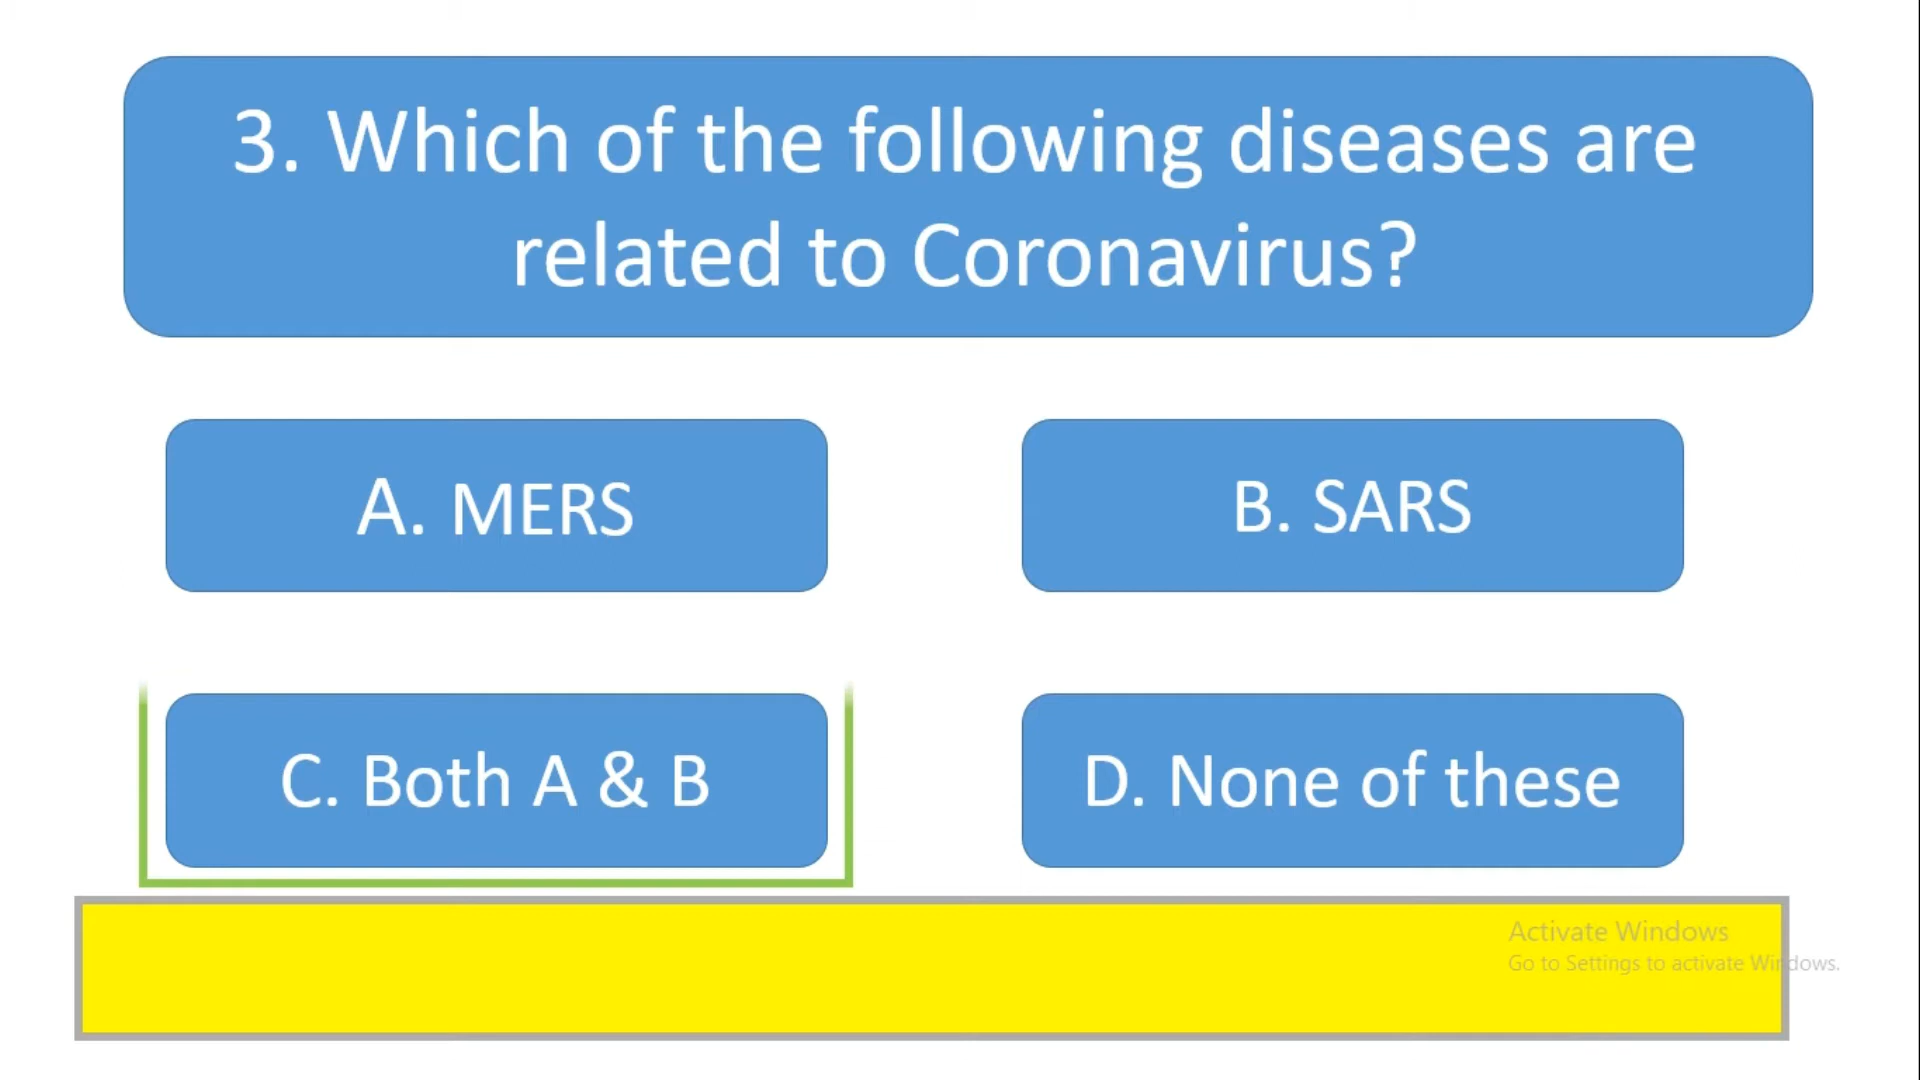 3. Which of the following diseases are
related to Coronavirus?
A. MERS
B. SARS
C. Both A & B
D. None of these
Activate Windows
Go to Settings to activate Windows.